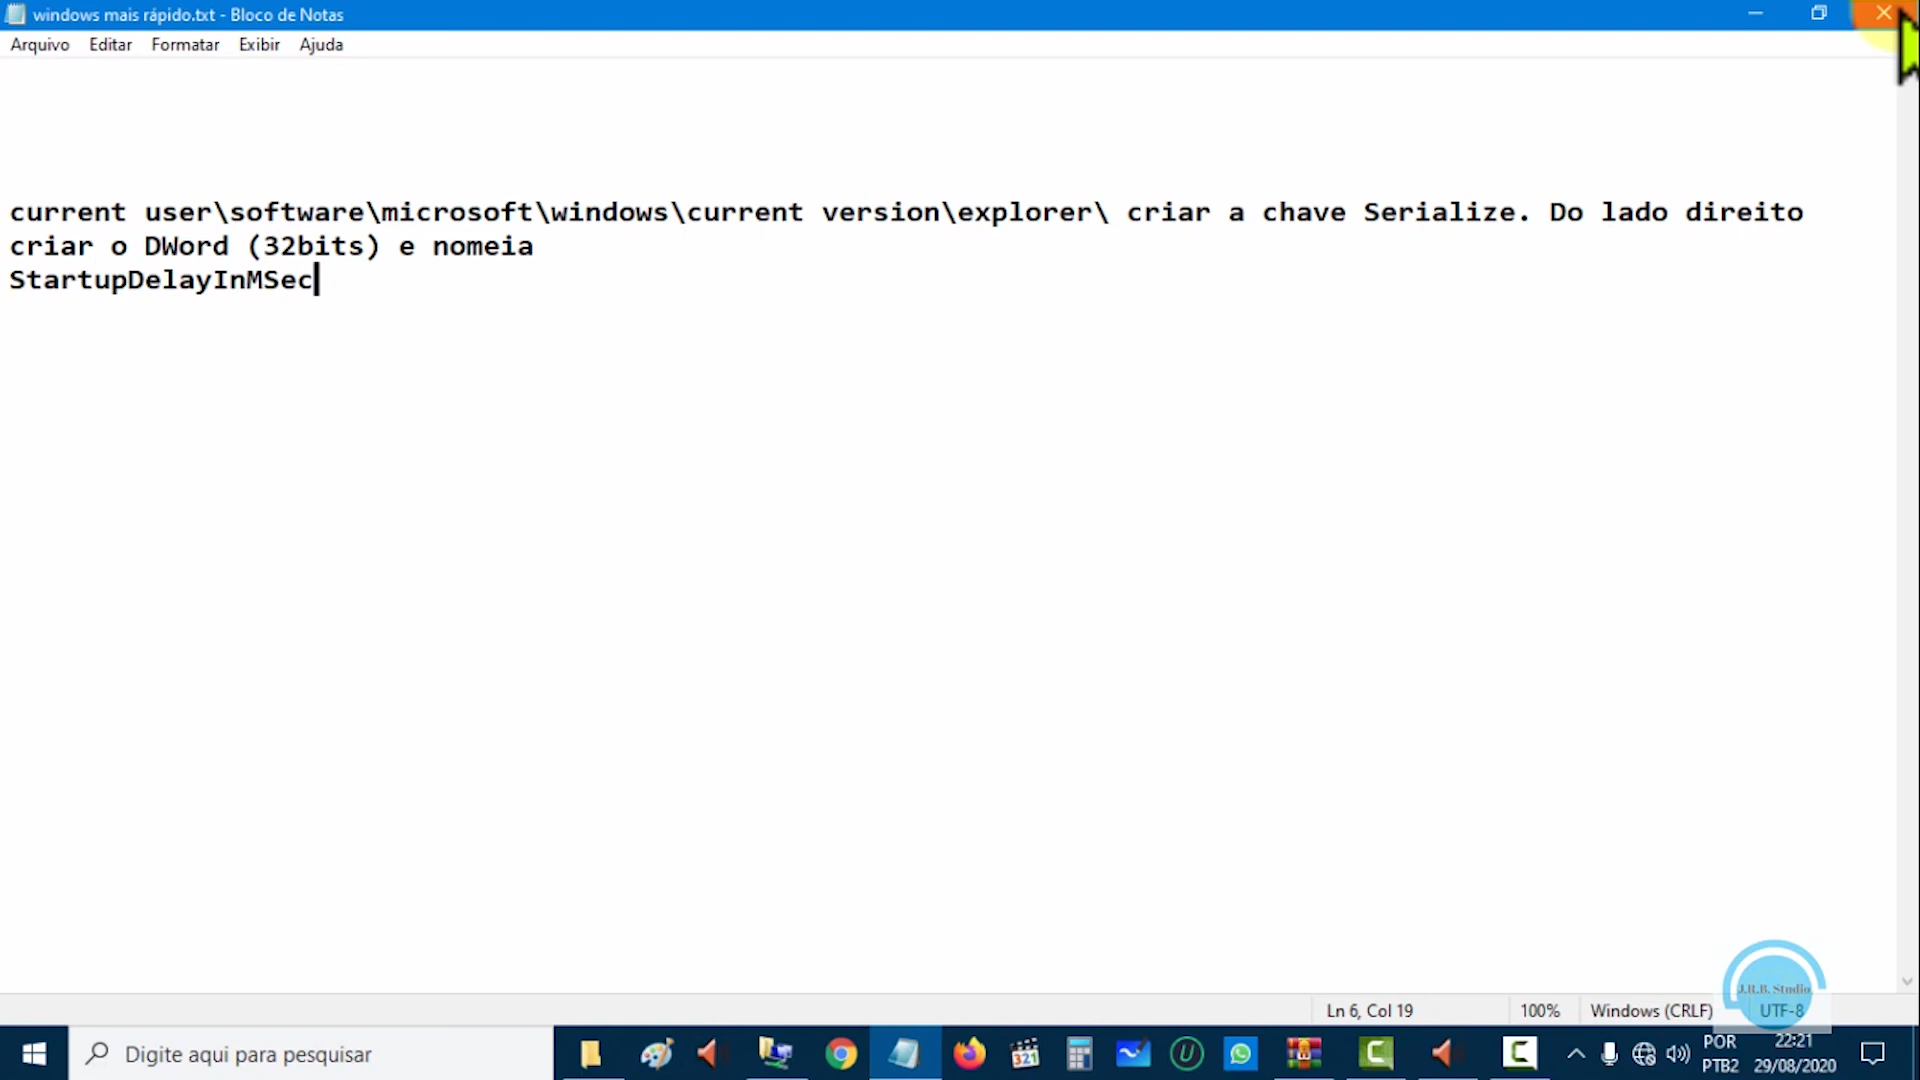 windows mais rápido.txt - Bloco de Notas
Arquivo Editar Formatar Exibir Ajuda
current user\software\microsoft\windows\current version\explorer\ criar a chave Serialize. Do lado direito
criar o DWord (32bits) e nomeia
StartupDelayInMSec
J.R.B. Studio
Ln 6, Col 19 100% Windows (CRLF) UTF-8
Digite aqui para pesquisar
321
POR
PTB2
22:21
29/08/2020